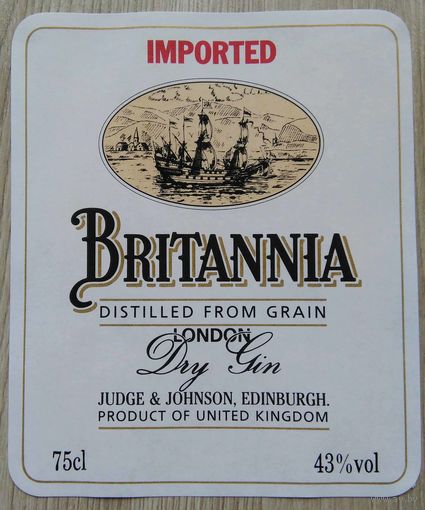 IMPORTED
BRITANNIA
DISTILLED FROM GRAIN
LONDON
Dry Gin
JUDGE & JOHNSON, EDINBURGH.
PRODUCT OF UNITED KINGDOM
75cl 43%vol